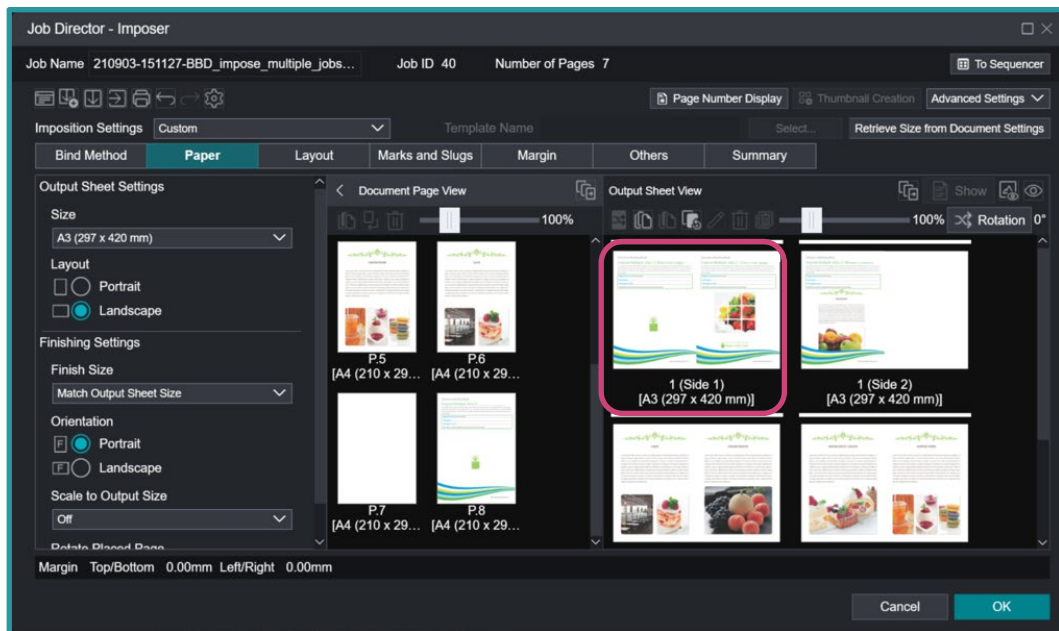 Job Director - Imposer
Job Name 210903-151127-BBD_impose_multiple_jobs... Job ID 40 Number of Pages 7 To Sequencer
Page Number Display Thumbnail Creation Advanced Settings
Imposition Settings Custom Template Name Select... Retrieve Size from Document Settings
Bind Method Paper Layout Marks and Slugs Margin Others Summary
Output Sheet Settings
Size
A3 (297 x 420 mm)
Layout
Portrait
Landscape
Finishing Settings
Finish Size
Match Output Sheet Size
Orientation
F Portrait
F Landscape
Scale to Output Size
Off
Rotate Placed Page
Document Page View
100%
P.5 P.6
[A4 (210 x 29... [A4 (210 x 29...
P.7 P.8
[A4 (210 x 29... [A4 (210 x 29...
Output Sheet View Show
100% Rotation 0°
1 (Side 1) 1 (Side 2)
[A3 (297 x 420 mm)] [A3 (297 x 420 mm)]
Margin Top/Bottom 0.00mm Left/Right 0.00mm
Cancel OK